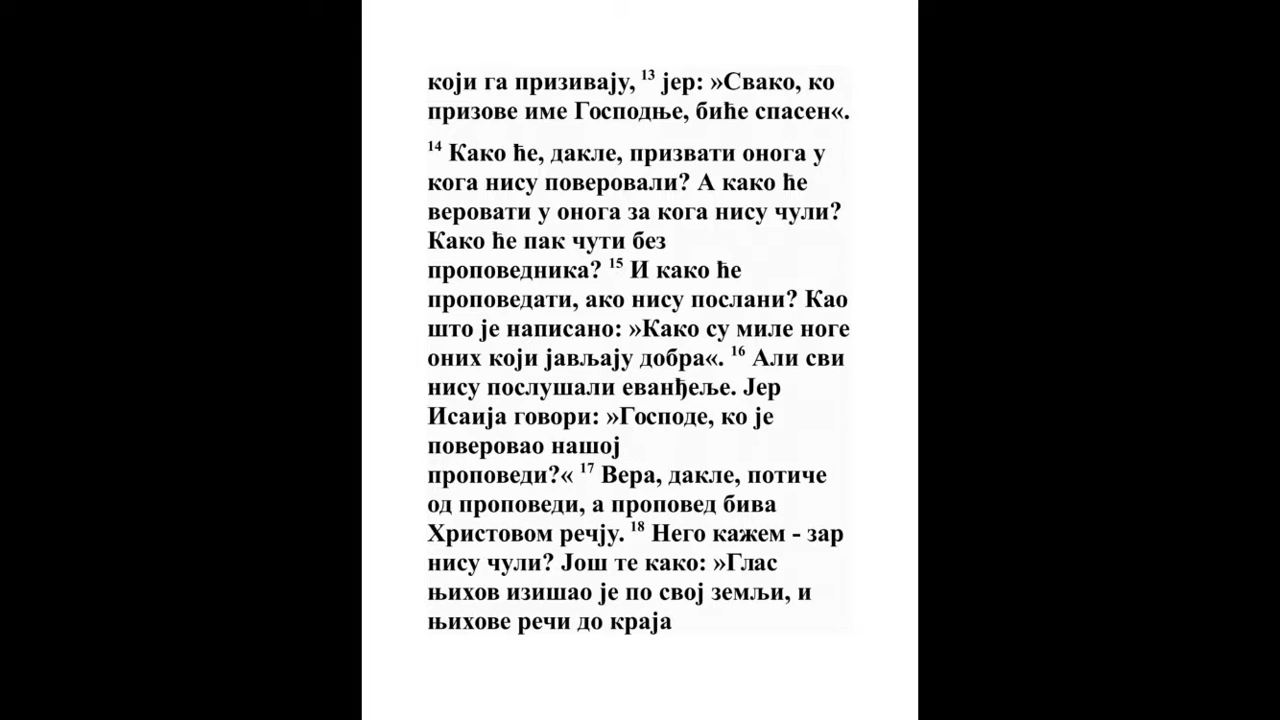 који га призивају, 13 јер: »Свако, ко
призове име Господње, биће спасен«.
14 Како ће, дакле, призвати онога у
кога нису поверовали? А како ће
веровати у онога за кога нису чули?
Како ће пак чути без
проповедника? 15 И како ће
проповедати, ако нису послани? Као
што је написано: »Како су миле ноге
оних који јављају добра«. 16 Али сви
нису послушали еванђеље. Јер
Исаија говори: »Господе, ко је
поверовао нашој
проповеди?« 17 Вера, дакле, потиче
од проповеди, а проповед бива
Христовом речју. 18 Него кажем - зар
нису чули? Још те како: »Глас
њихов изишао је по свој земљи, и
њихове речи до краја